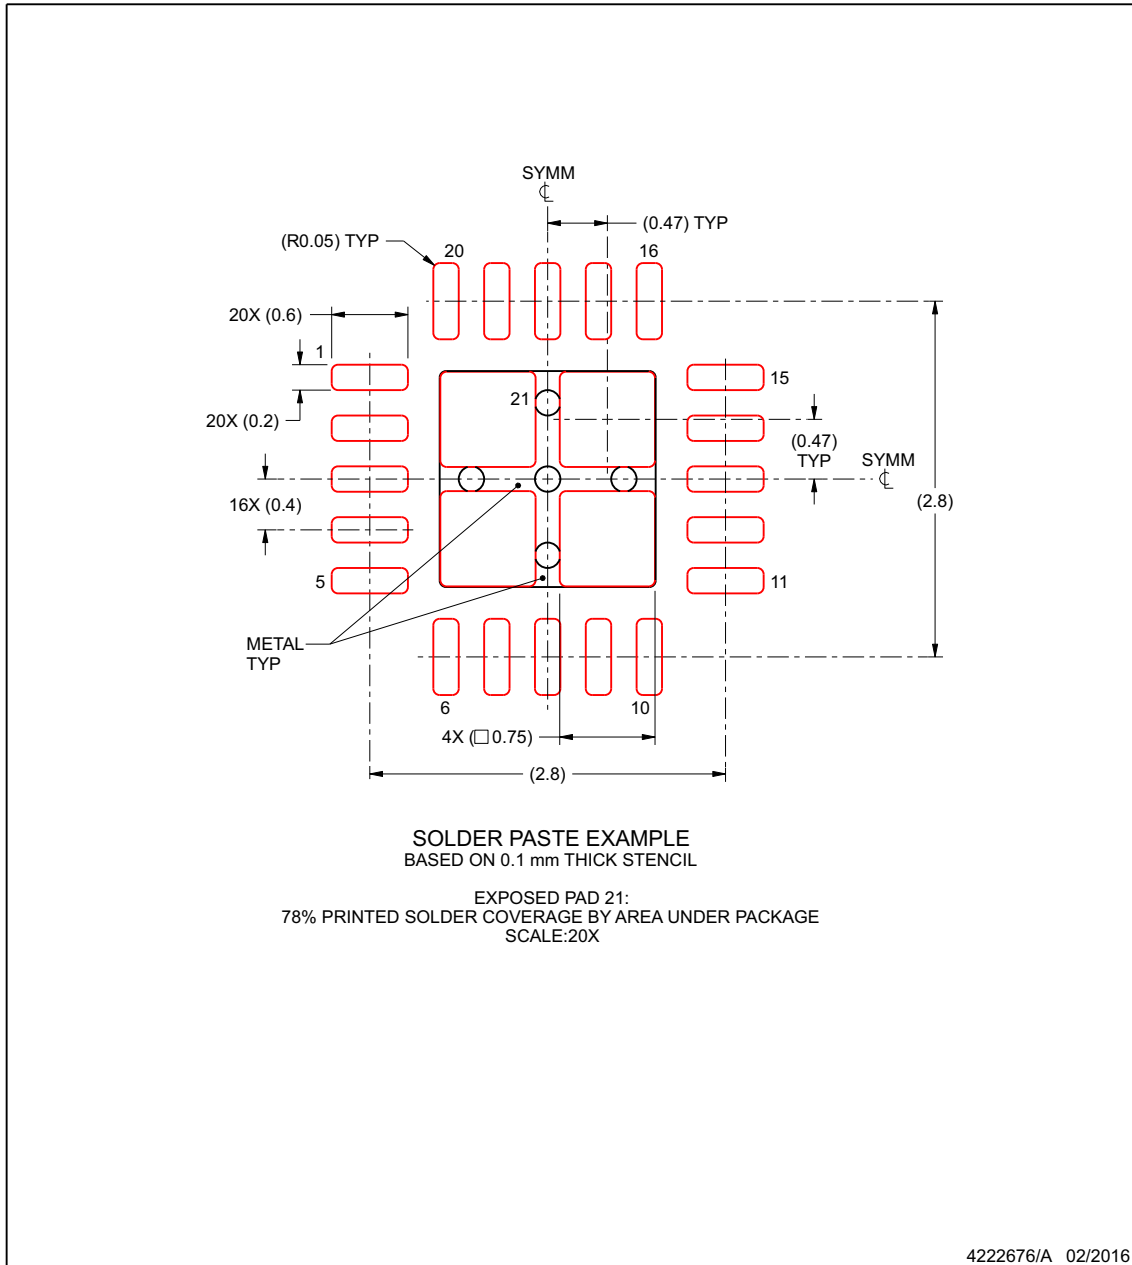 SYMM
℄
(0.47) TYP
(R0.05) TYP
20
16
20X (0.6)
1
15
21
20X (0.2)
(0.47)
TYP
SYMM
℄
16X (0.4)
(2.8)
5
11
METAL
TYP
6
10
4X (□ 0.75)
(2.8)
SOLDER PASTE EXAMPLE
BASED ON 0.1 mm THICK STENCIL
EXPOSED PAD 21:
78% PRINTED SOLDER COVERAGE BY AREA UNDER PACKAGE
SCALE:20X
4222676/A 02/2016